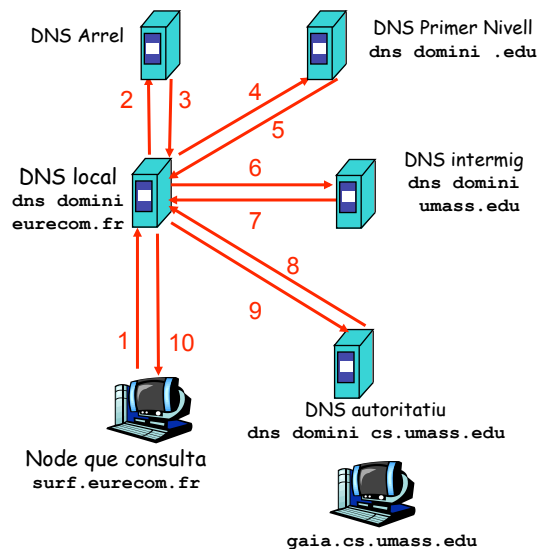 DNS Arrel
DNS Primer Nivell
dns domini .edu
2
3
4
5
DNS local
dns domini
eurecom.fr
6
7
DNS intermig
dns domini
umass.edu
8
9
1
10
DNS autoritatiu
dns domini cs.umass.edu
Node que consulta
surf.eurecom.fr
gaia.cs.umass.edu